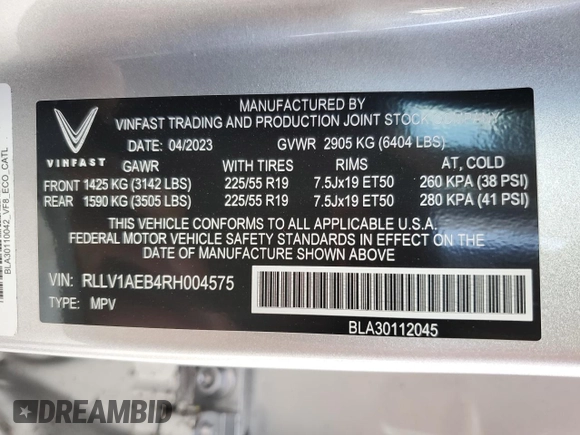 MANUFACTURED BY
VINFAST TRADING AND PRODUCTION JOINT STOCK COMPANY
VINFAST
DATE: 04/2023 GVWR 2905 KG (6404 LBS)
GAWR TIRES RIMS AT, COLD
FRONT 1425 KG (3142 LBS) 225/55 R19 7.5Jx19 ET50 260 KPA (38 PSI)
REAR 1590 KG (3505 LBS) 225/55 R19 7.5Jx19 ET50 280 KPA (41 PSI)
THIS VEHICLE CONFORMS TO ALL APPLICABLE U.S.A.
FEDERAL MOTOR VEHICLE SAFETY STANDARDS IN EFFECT ON THE
DATE OF MANUFACTURE SHOWN ABOVE.
VIN: RLLV1AEB4RH004575
TYPE: MPV
BLA30112045
BLA30110042_VF8_ECO_CATL
DREAMBID